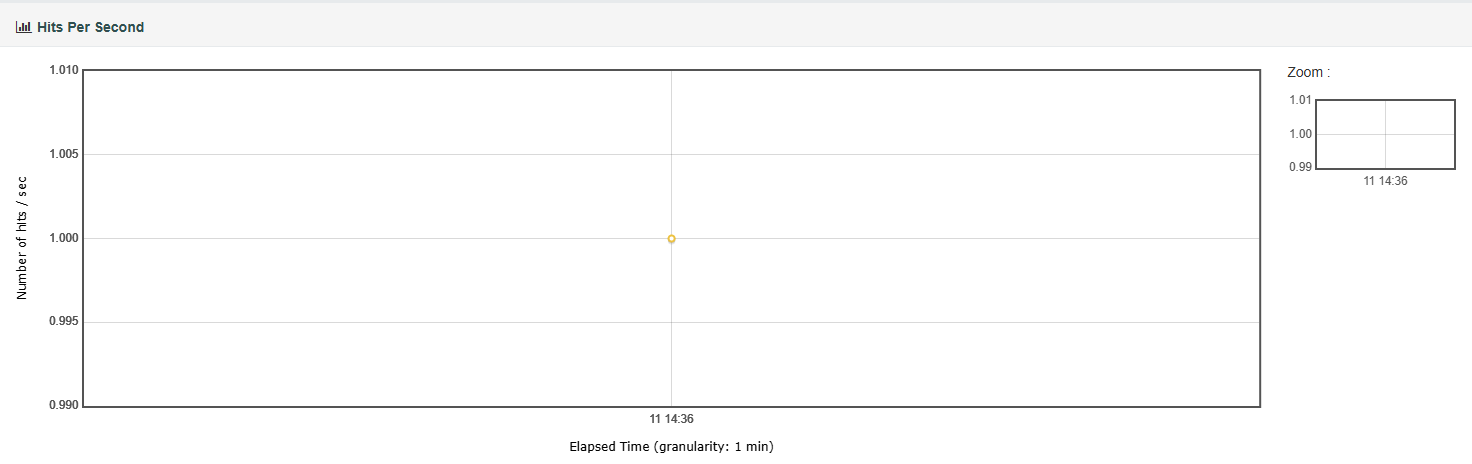 Hits Per Second
1.010
1.005
1.000
0.995
0.990
Number of hits / sec
11 14:36
Elapsed Time (granularity: 1 min)
Zoom :
1.01
1.00
0.99
11 14:36